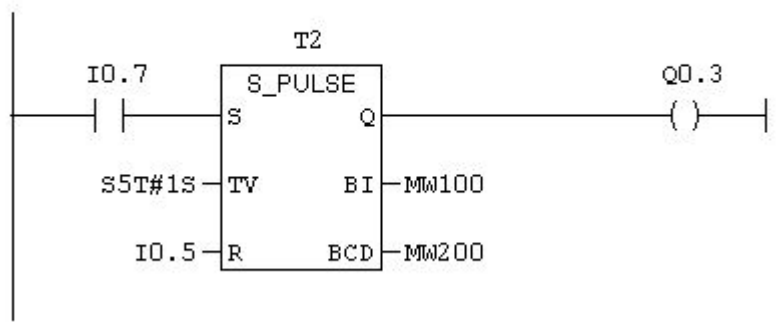 T2
I0.7
S_PULSE
Q0.3
S
Q
S5T#1S
TV
BI
MW100
I0.5
R
BCD
MW200